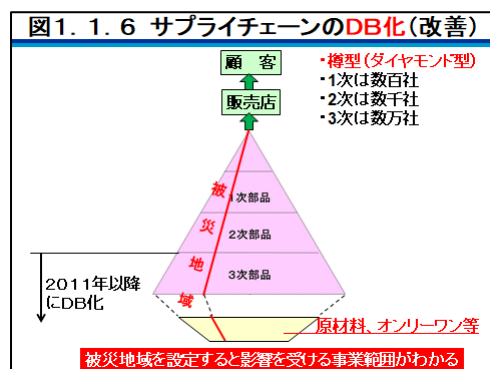 図1．1．6 サプライチェーンのDB化(改善)
顧　客
販売店
・樽型(ダイヤモンド型)
・1次は数百社
・2次は数千社
・3次は数万社
被災地域
1次部品
2次部品
3次部品
2011年以降
にDB化
原材料、オンリーワン等
被災地域を設定すると影響を受ける事業範囲がわかる